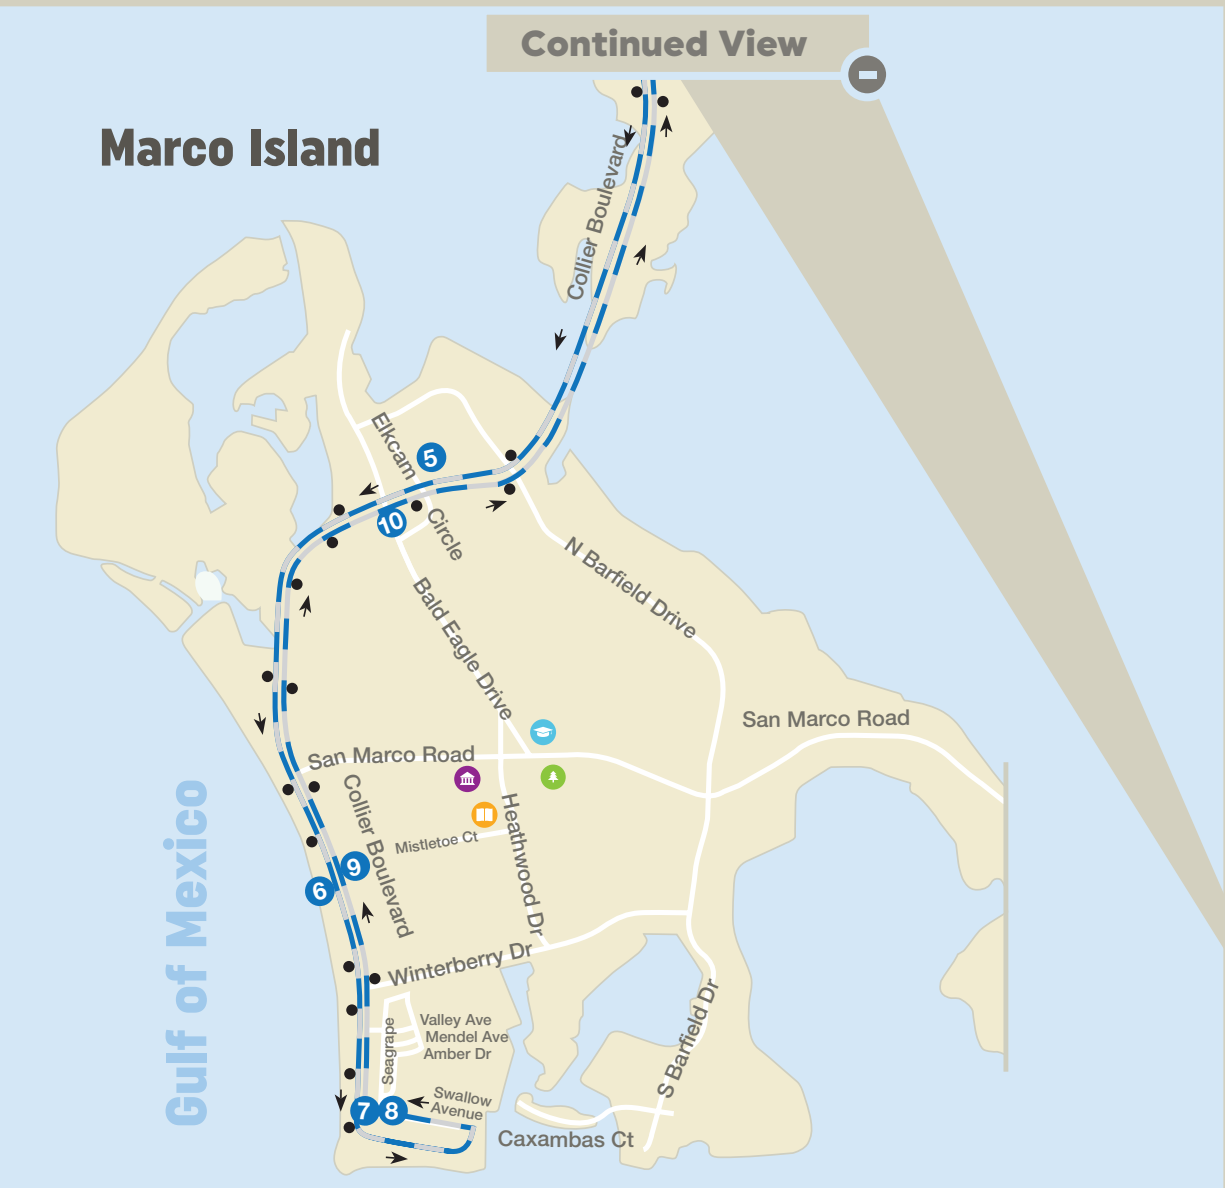 Continued View
Marco Island
Collier Boulevard
Elkcam
5
10
Circle
N Barfield Drive
Bald Eagle Drive
San Marco Road
San Marco Road
Collier Boulevard
Heathwood Dr
Mistletoe Ct
9
6
Gulf of Mexico
Winterberry Dr
Valley Ave
Mendel Ave
Amber Dr
Seagrape
S Barfield Dr
Swallow
Avenue
7
8
Caxambas Ct